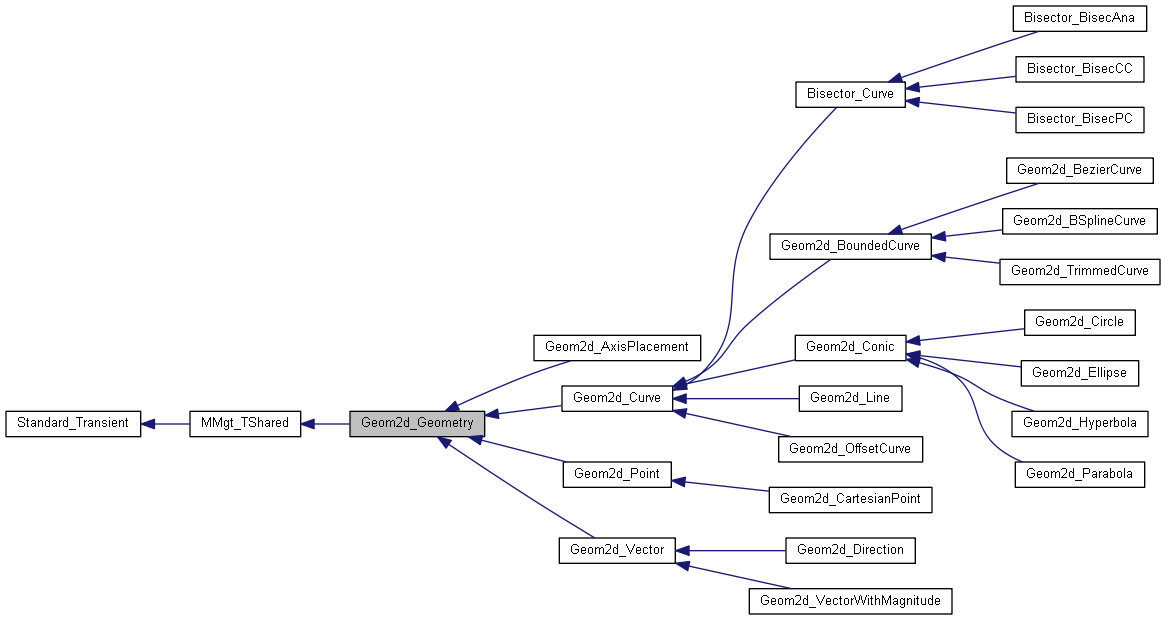 Bisector_BisecAna
Bisector_BisecCC
Bisector_Curve
Bisector_BisecPC
Geom2d_BezierCurve
Geom2d_BSplineCurve
Geom2d_BoundedCurve
Geom2d_TrimmedCurve
Geom2d_Circle
Geom2d_AxisPlacement
Geom2d_Conic
Geom2d_Ellipse
Geom2d_Curve
Geom2d_Line
Standard_Transient
MMgt_TShared
Geom2d_Geometry
Geom2d_Hyperbola
Geom2d_OffsetCurve
Geom2d_Point
Geom2d_Parabola
Geom2d_CartesianPoint
Geom2d_Vector
Geom2d_Direction
Geom2d_VectorWithMagnitude